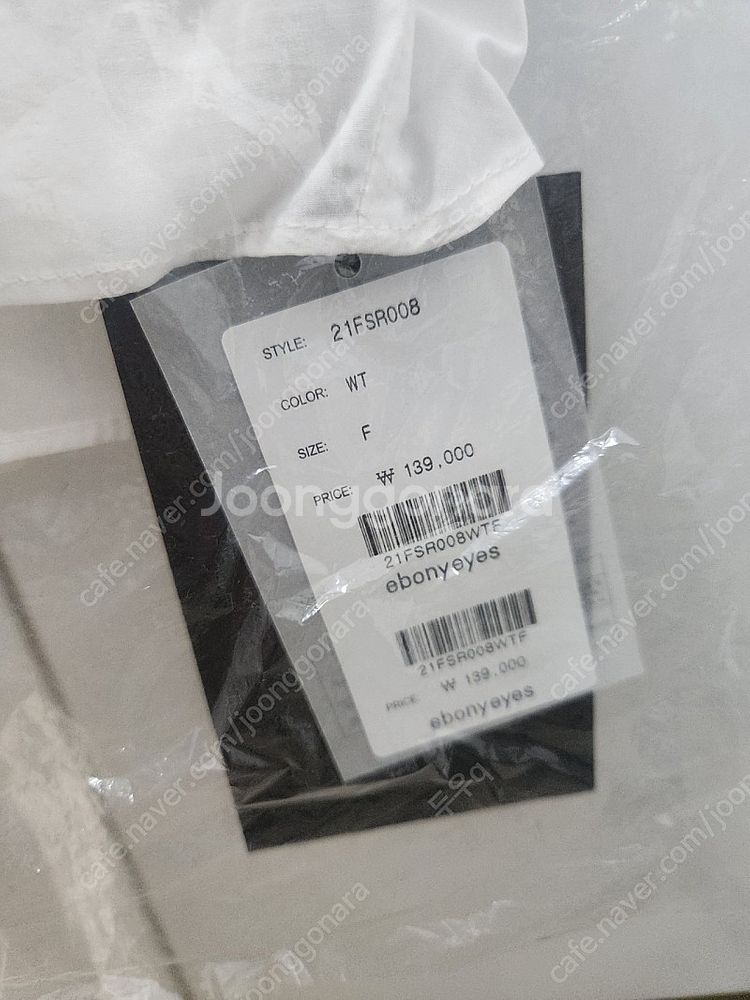 STYLE: 21FSR008
COLOR: WT
SIZE: F
PRICE: ₩ 139.000
Joonggonara
21FSR008WTF
ebonyeyes
21FSR008WTF
PRICE: ₩ 139.000
ebonyeyes
cafe.naver.com/joonggonara